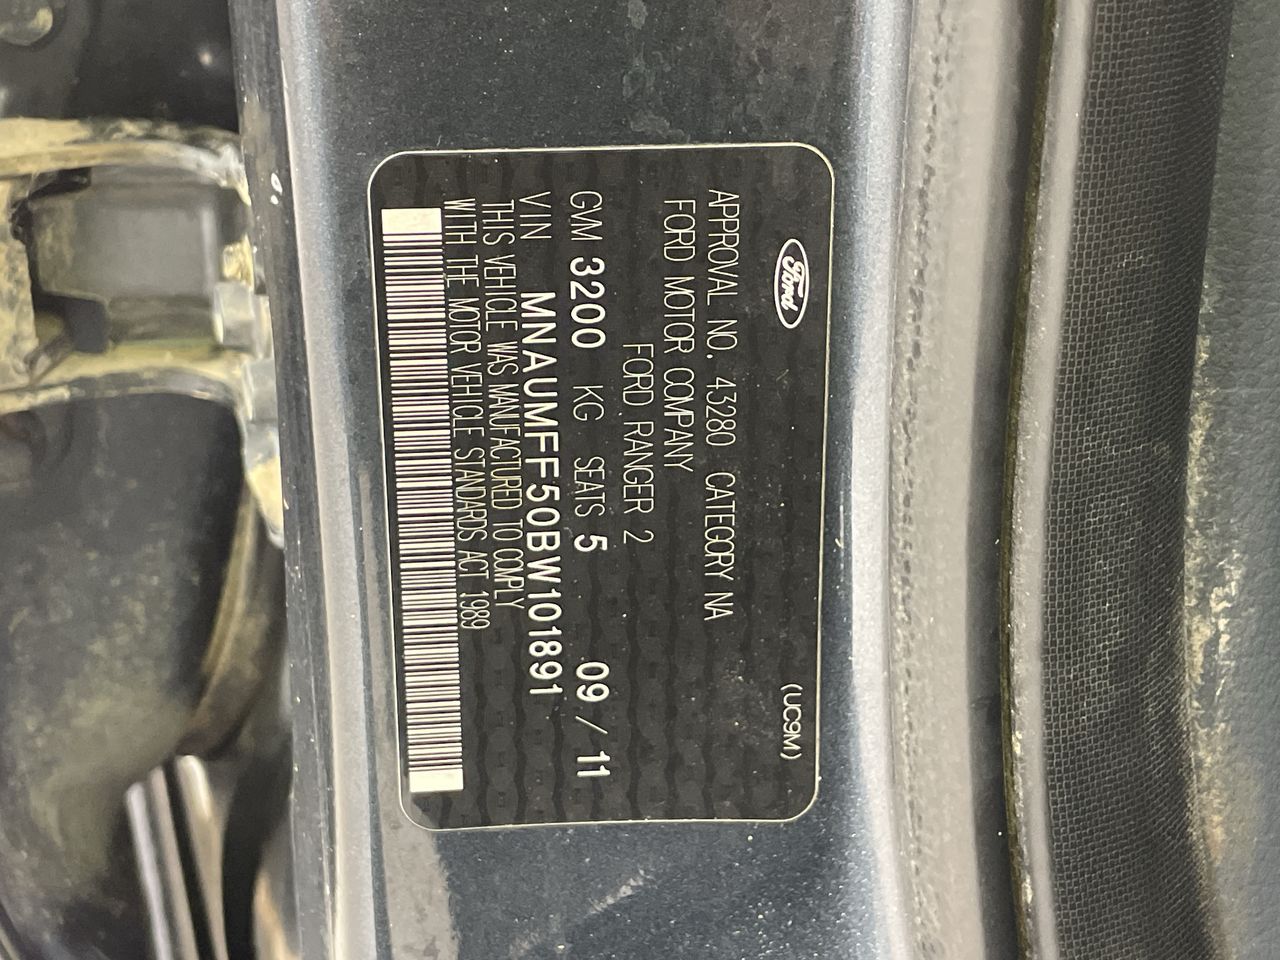 Ford
(UC9M)
APPROVAL NO. 43280 CATEGORY NA
FORD MOTOR COMPANY
FORD RANGER 2
GVM 3200 KG SEATS 5 09 / 11
VIN MNAUMFF50BW101891
THIS VEHICLE WAS MANUFACTURED TO COMPLY
WITH THE MOTOR VEHICLE STANDARDS ACT 1989